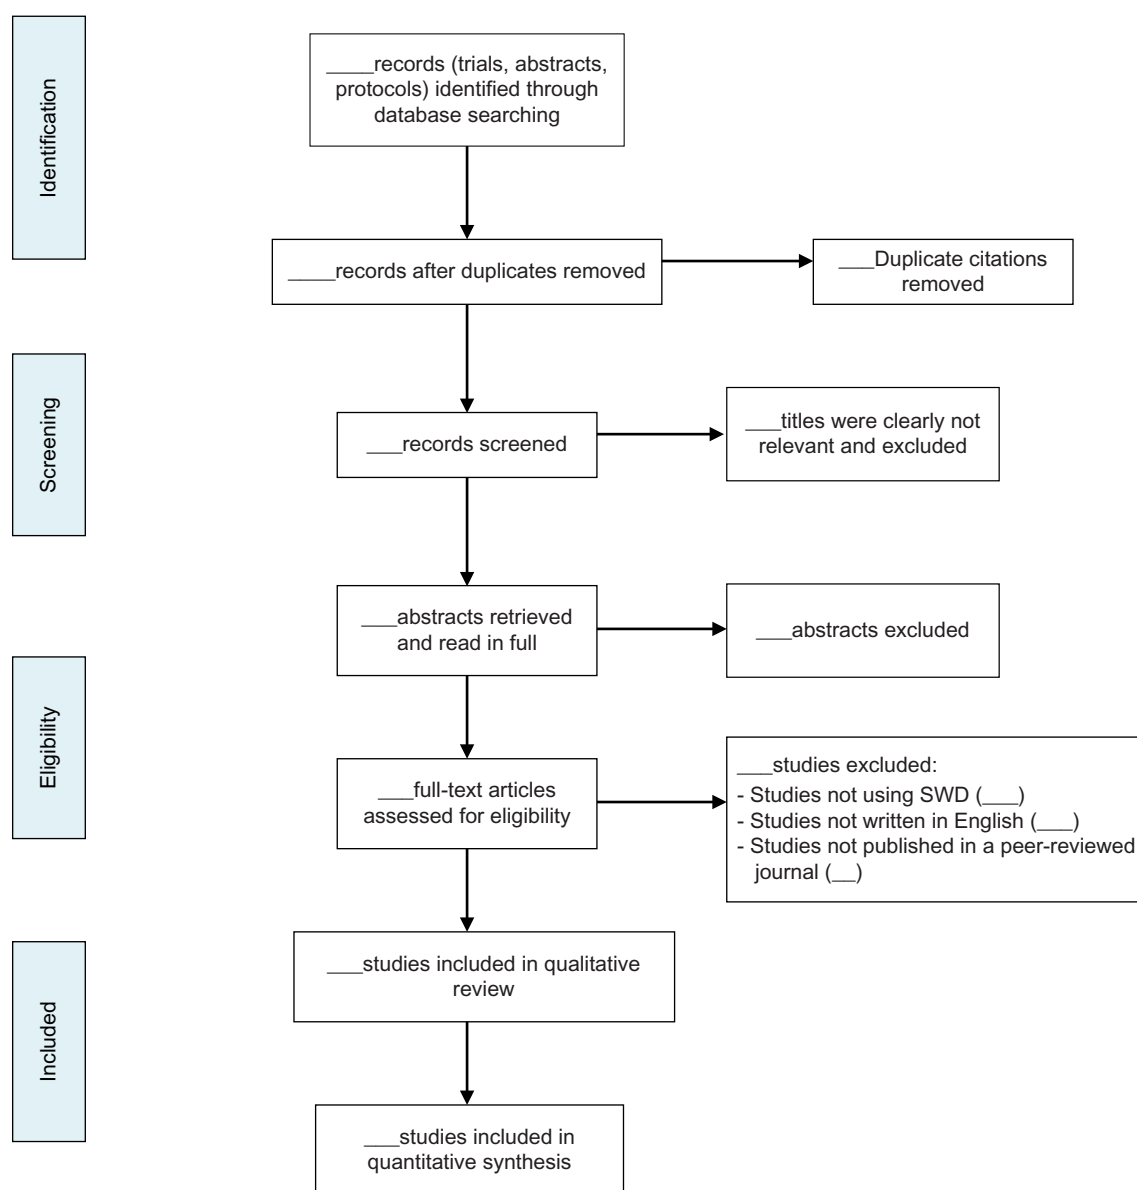 Identification
____records (trials, abstracts,
protocols) identified through
database searching
____records after duplicates removed
___Duplicate citations
removed
Screening
___records screened
___titles were clearly not
relevant and excluded
___abstracts retrieved
and read in full
___abstracts excluded
Eligibility
___full-text articles
assessed for eligibility
___studies excluded:
- Studies not using SWD (___)
- Studies not written in English (___)
- Studies not published in a peer-reviewed
journal (__)
Included
___studies included in qualitative
review
___studies included in
quantitative synthesis